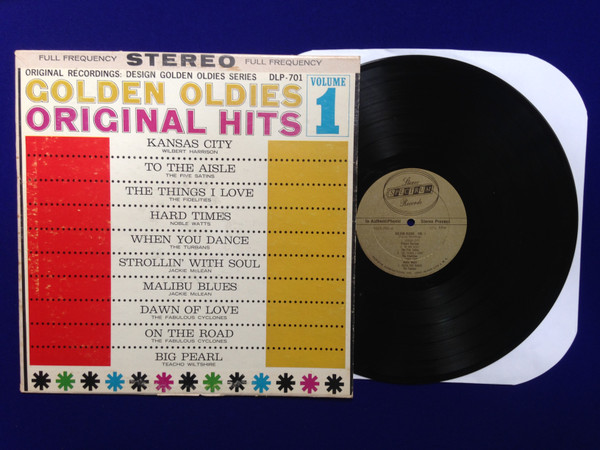 FULL FREQUENCY STEREO FULL FREQUENCY
ORIGINAL RECORDINGS: DESIGN GOLDEN OLDIES SERIES DLP-701
GOLDEN OLDIES
ORIGINAL HITS
VOLUME
1
KANSAS CITY
WILBERT HARRISON
TO THE AISLE
THE FIVE SATINS
THE THINGS I LOVE
THE FIDELITIES
HARD TIMES
NOBLE WATTS
WHEN YOU DANCE
THE TURBANS
STROLLIN' WITH SOUL
JACKIE McLEAN
MALIBU BLUES
JACKIE McLEAN
DAWN OF LOVE
THE FABULOUS CYCLONES
ON THE ROAD
THE FABULOUS CYCLONES
BIG PEARL
TEACHO WILTSHIRE
Stereo
DESIGN
Records